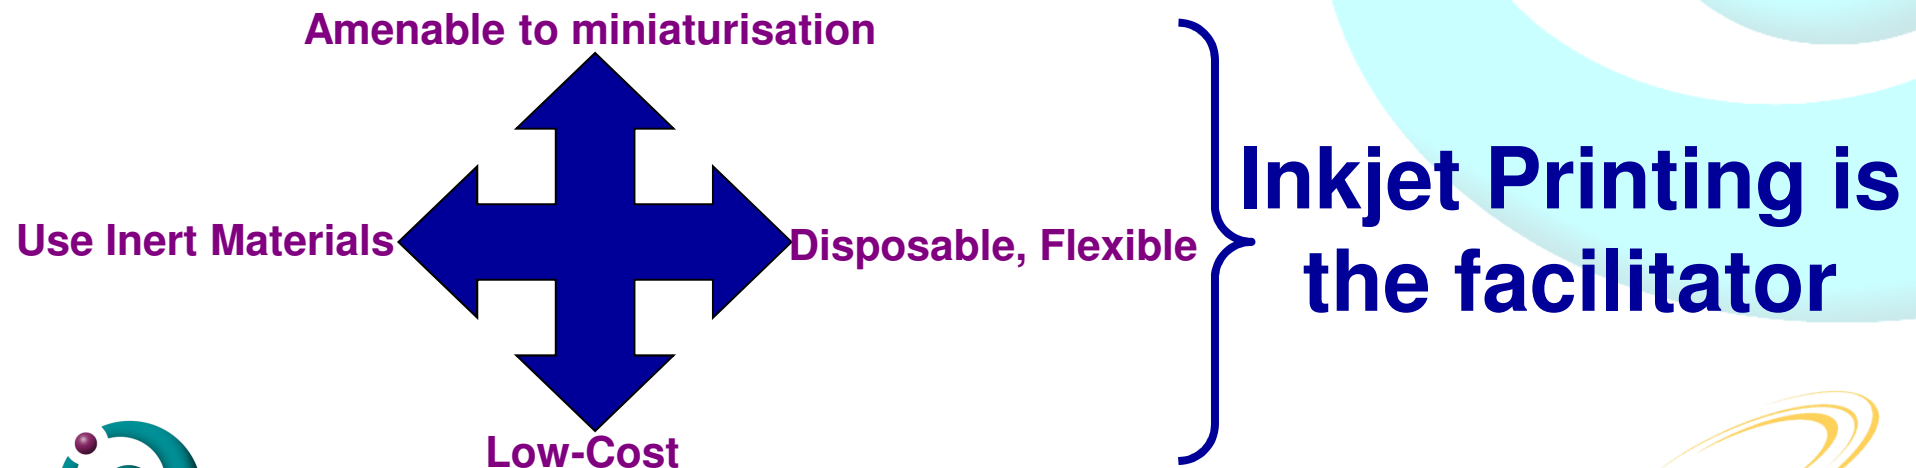 Amenable to miniaturisation
Use Inert Materials
Disposable, Flexible
Low-Cost
Inkjet Printing is
the facilitator